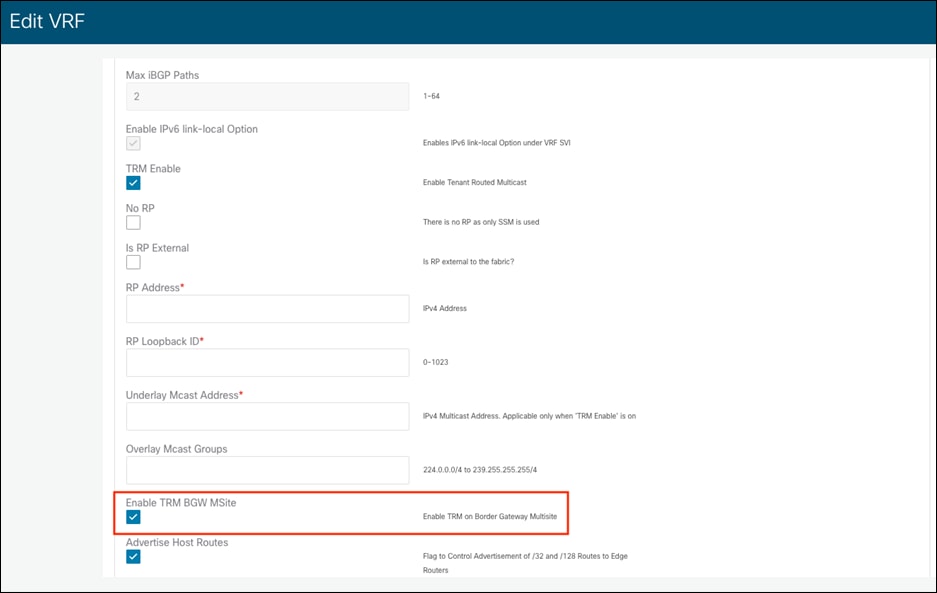 Edit VRF
Max iBGP Paths
2
1-64
Enable IPv6 link-local Option
Enables IPv6 link-local Option under VRF SVI
TRM Enable
Enable Tenant Routed Multicast
No RP
There is no RP as only SSM is used
Is RP External
Is RP external to the fabric?
RP Address*
IPv4 Address
RP Loopback ID*
0-1023
Underlay Mcast Address*
IPv4 Multicast Address. Applicable only when 'TRM Enable' is on
Overlay Mcast Groups
224.0.0.0/4 to 239.255.255.255/4
Enable TRM BGW MSite
Enable TRM on Border Gateway Multisite
Advertise Host Routes
Flag to Control Advertisement of /32 and /128 Routes to Edge
Routers